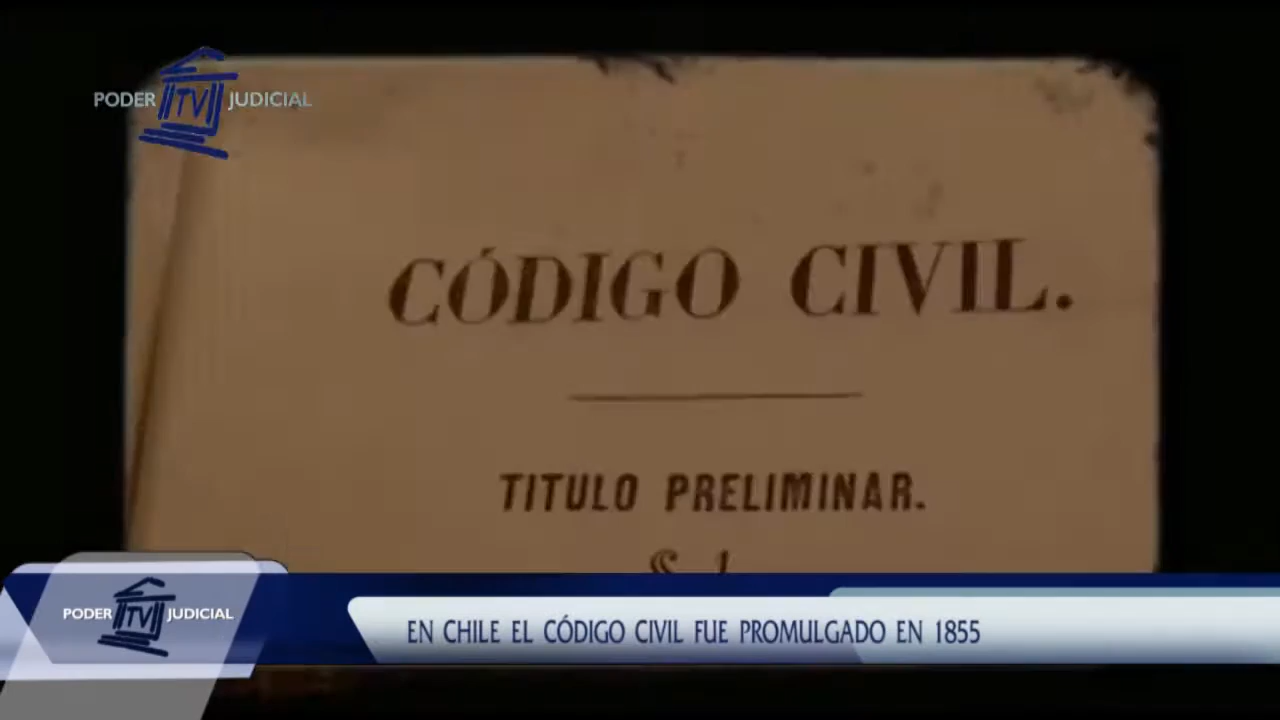 PODER TV JUDICIAL
CÓDIGO CIVIL.
TITULO PRELIMINAR.
PODER TV JUDICIAL
EN CHILE EL CÓDIGO CIVIL FUE PROMULGADO EN 1855